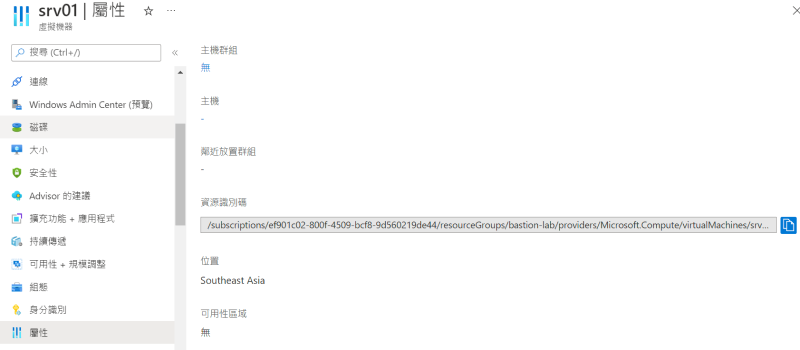 srv01 | 屬性
虛擬機器
搜尋 (Ctrl+/)
連線
Windows Admin Center (預覽)
磁碟
大小
安全性
Advisor 的建議
擴充功能 + 應用程式
持續傳遞
可用性 + 規模調整
組態
身分識別
屬性
主機群組
無
主機
-
鄰近放置群組
-
資源識別碼
/subscriptions/ef901c02-800f-4509-bcf8-9d560219de44/resourceGroups/bastion-lab/providers/Microsoft.Compute/virtualMachines/srv...
位置
Southeast Asia
可用性區域
無